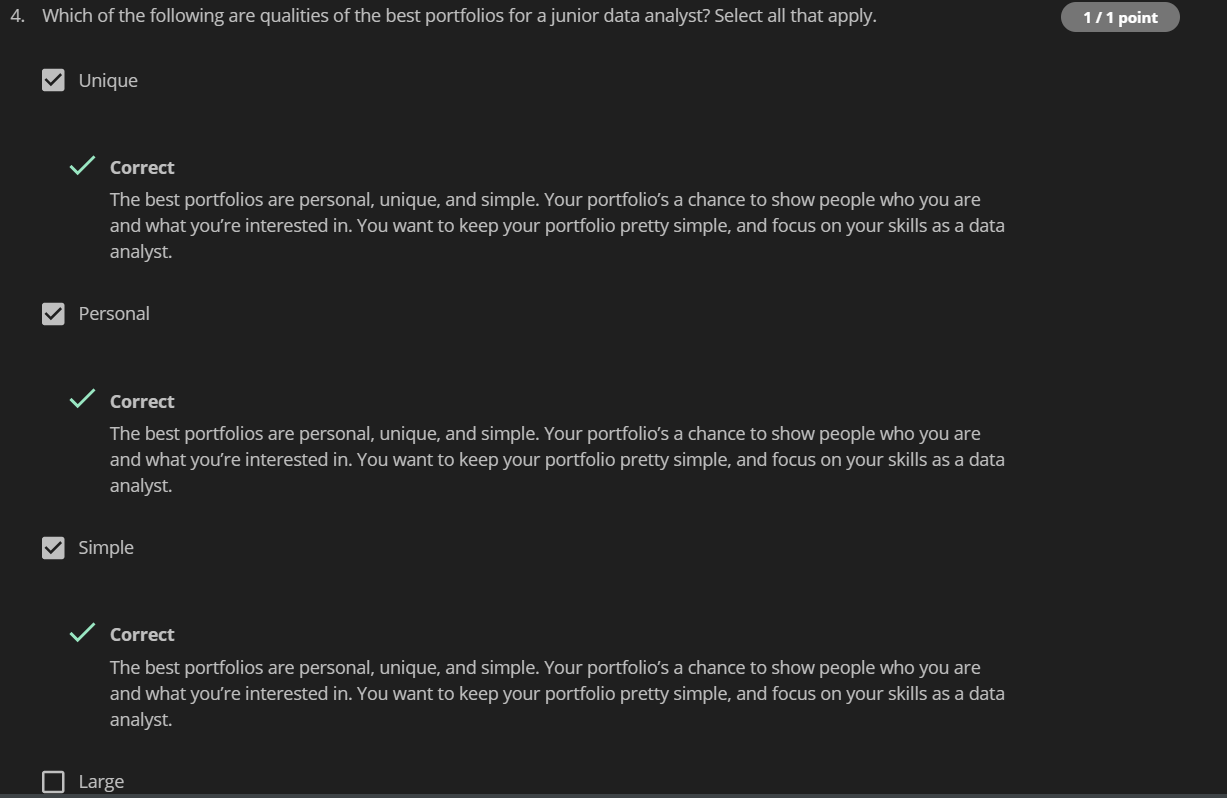 4. Which of the following are qualities of the best portfolios for a junior data analyst? Select all that apply.
1 / 1 point
Unique
Correct
The best portfolios are personal, unique, and simple. Your portfolio’s a chance to show people who you are
and what you’re interested in. You want to keep your portfolio pretty simple, and focus on your skills as a data
analyst.
Personal
Correct
The best portfolios are personal, unique, and simple. Your portfolio’s a chance to show people who you are
and what you’re interested in. You want to keep your portfolio pretty simple, and focus on your skills as a data
analyst.
Simple
Correct
The best portfolios are personal, unique, and simple. Your portfolio’s a chance to show people who you are
and what you’re interested in. You want to keep your portfolio pretty simple, and focus on your skills as a data
analyst.
Large